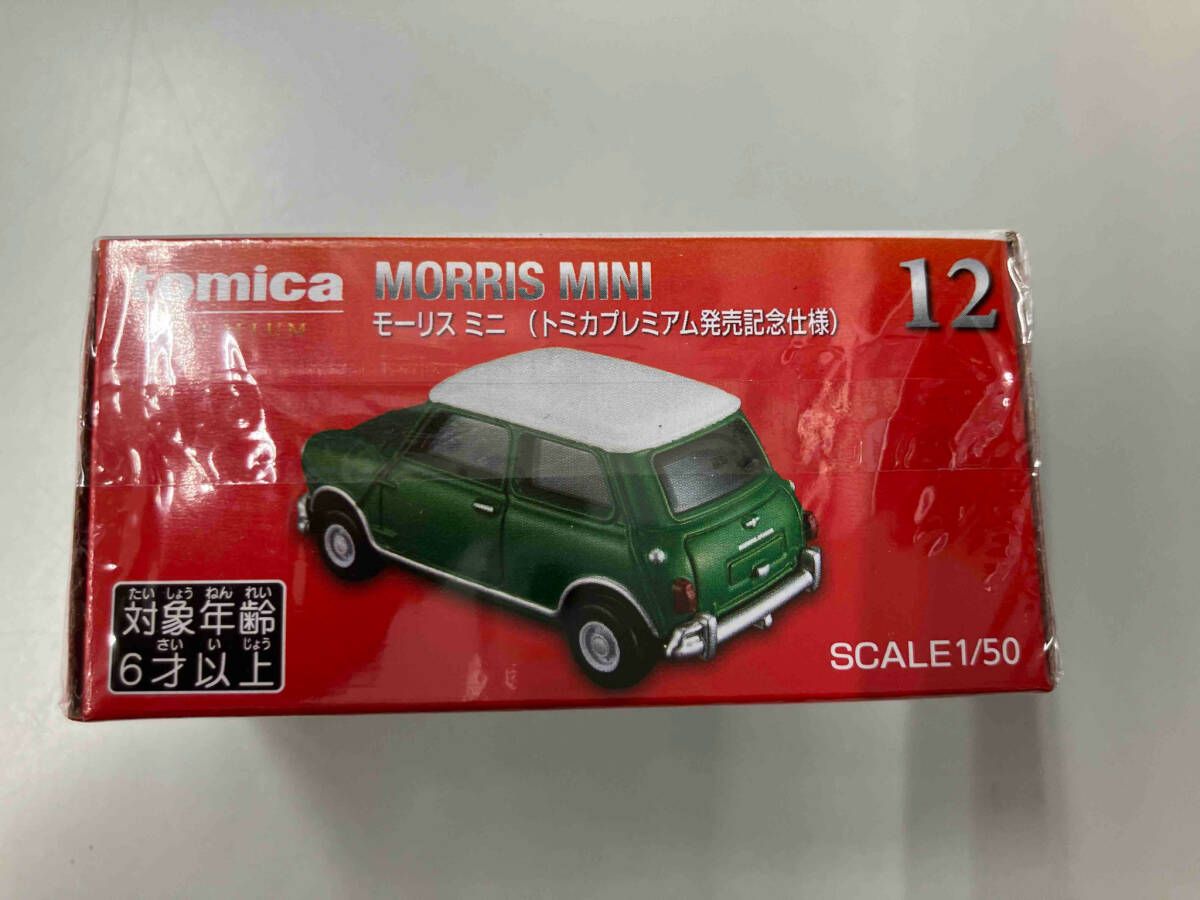 tomica
MORRIS MINI
12
モーリス ミニ （トミカプレミアム発売記念仕様）
たい しょう ねん れい
対象年齢
さい い じょう
6才以上
SCALE1/50